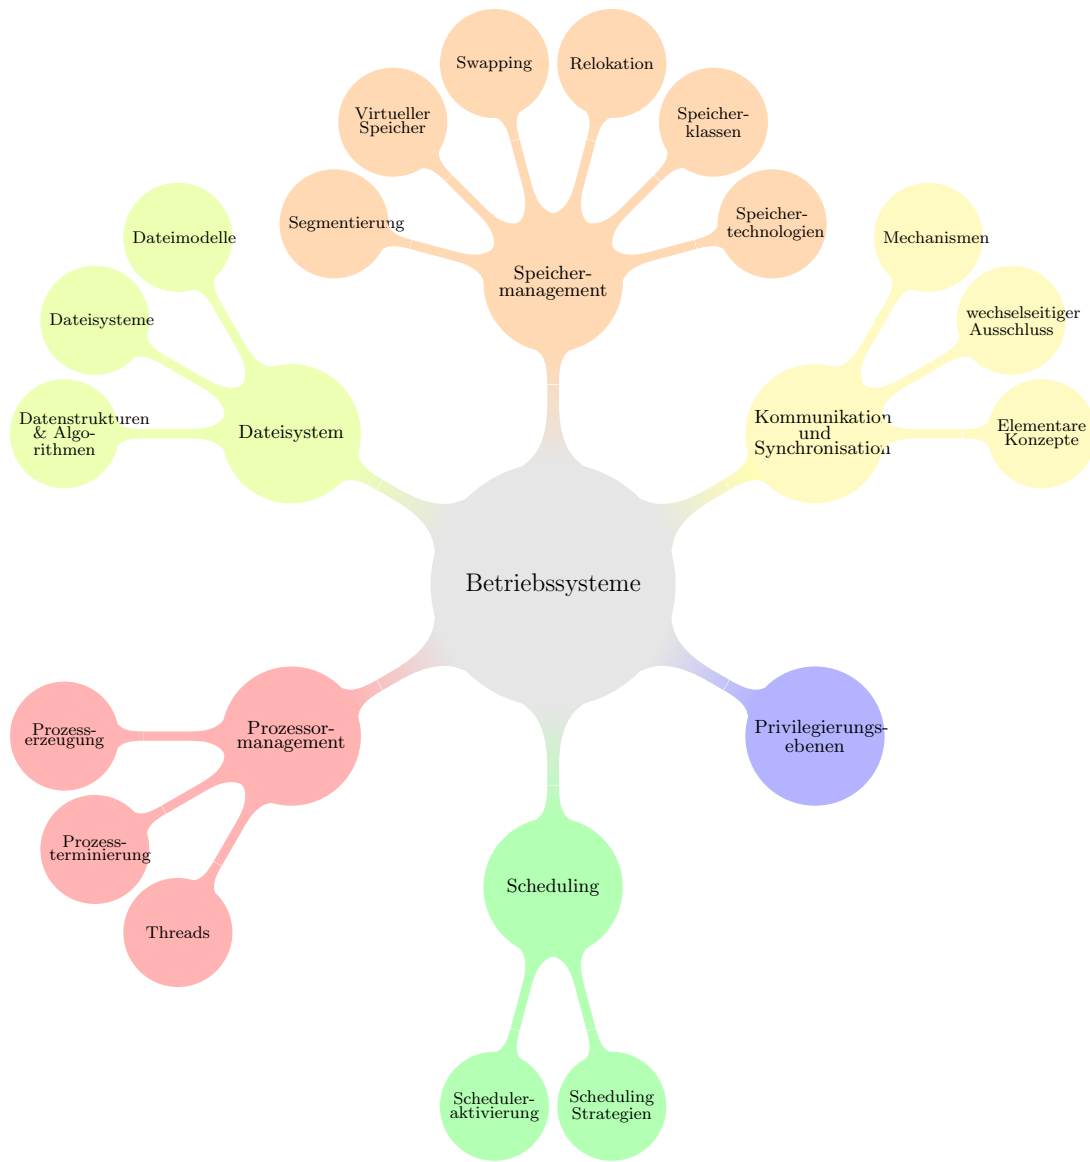 Swapping
Relokation
Virtueller
Speicher
Speicher-
klassen
Segmentierung
Speicher-
technologien
Speicher-
management
Dateimodelle
Dateisysteme
Datenstrukturen
& Algo-
rithmen
Dateisystem
Mechanismen
wechselseitiger
Ausschluss
Elementare
Konzepte
Kommunikation
und
Synchronisation
Betriebssysteme
Prozess-
erzeugung
Prozessor-
management
Prozess-
terminierung
Threads
Privilegierungs-
ebenen
Scheduling
Scheduler-
aktivierung
Scheduling
Strategien